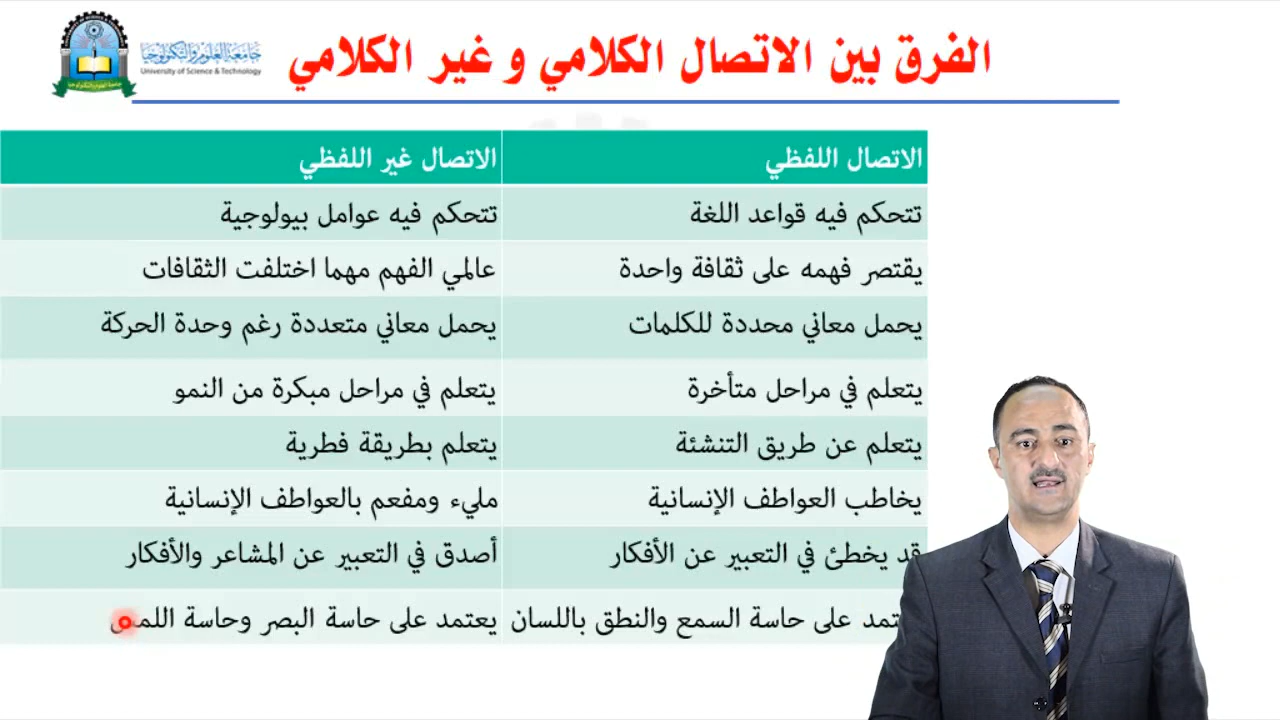 الفرق بين الاتصال الكلامي و غير الكلامي
جامعة العلوم والتكنولوجيا
University of Science & Technology
الاتصال اللفظي الاتصال غير اللفظي
تتحكم فيه قواعد اللغة تتحكم فيه عوامل بيولوجية
يقتصر فهمه على ثقافة واحدة عالمي الفهم مهما اختلفت الثقافات
يحمل معاني محددة للكلمات يحمل معاني متعددة رغم وحدة الحركة
يتعلم في مراحل متأخرة يتعلم في مراحل مبكرة من النمو
يتعلم عن طريق التنشئة يتعلم بطريقة فطرية
يخاطب العواطف الإنسانية مليء ومفعم بالعواطف الإنسانية
قد يخطئ في التعبير عن الأفكار أصدق في التعبير عن المشاعر والأفكار
على حاسة السمع والنطق باللسان يعتمد على حاسة البصر وحاسة اللمس